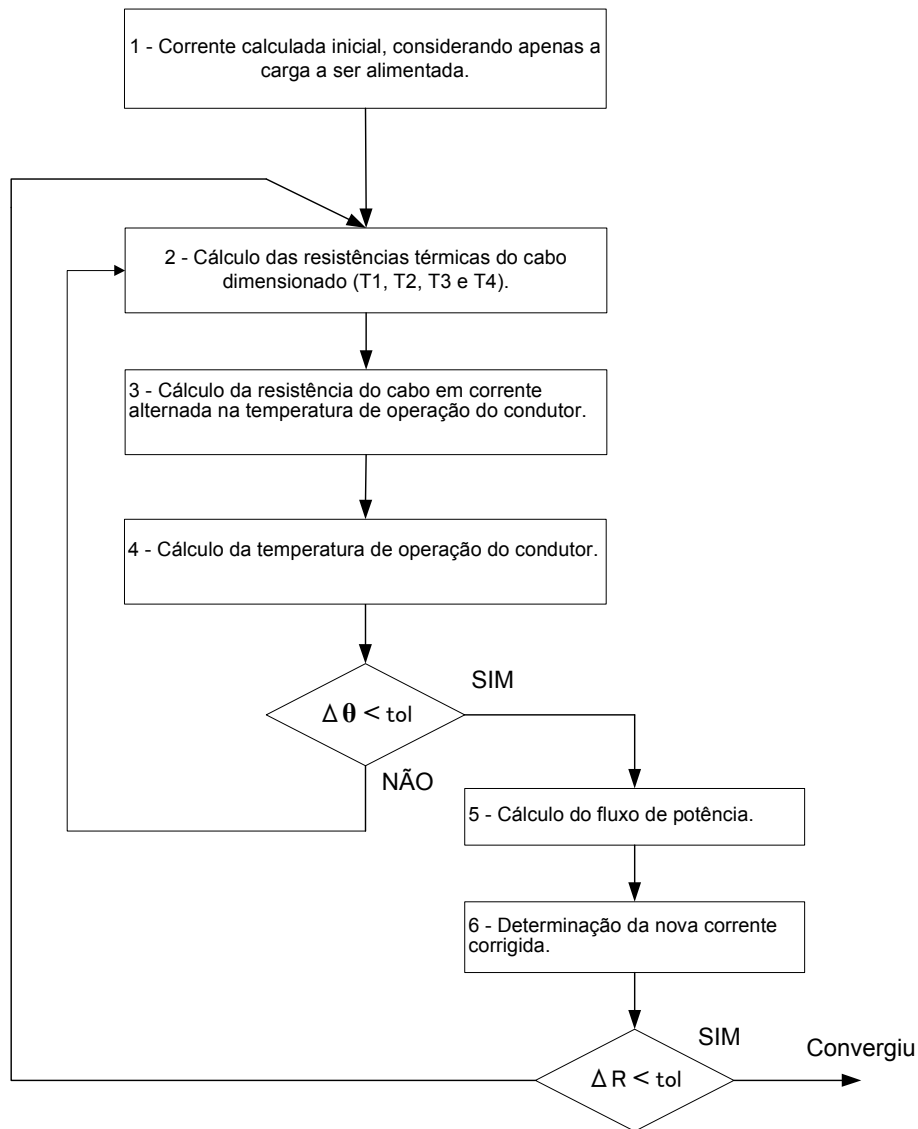 1 - Corrente calculada inicial, considerando apenas a
carga a ser alimentada.
2 - Cálculo das resistências térmicas do cabo
dimensionado (T1, T2, T3 e T4).
3 - Cálculo da resistência do cabo em corrente
alternada na temperatura de operação do condutor.
4 - Cálculo da temperatura de operação do condutor.
SIM
Δ θ < tol
NÃO
5 - Cálculo do fluxo de potência.
6 - Determinação da nova corrente
corrigida.
SIM
Convergiu
Δ R < tol